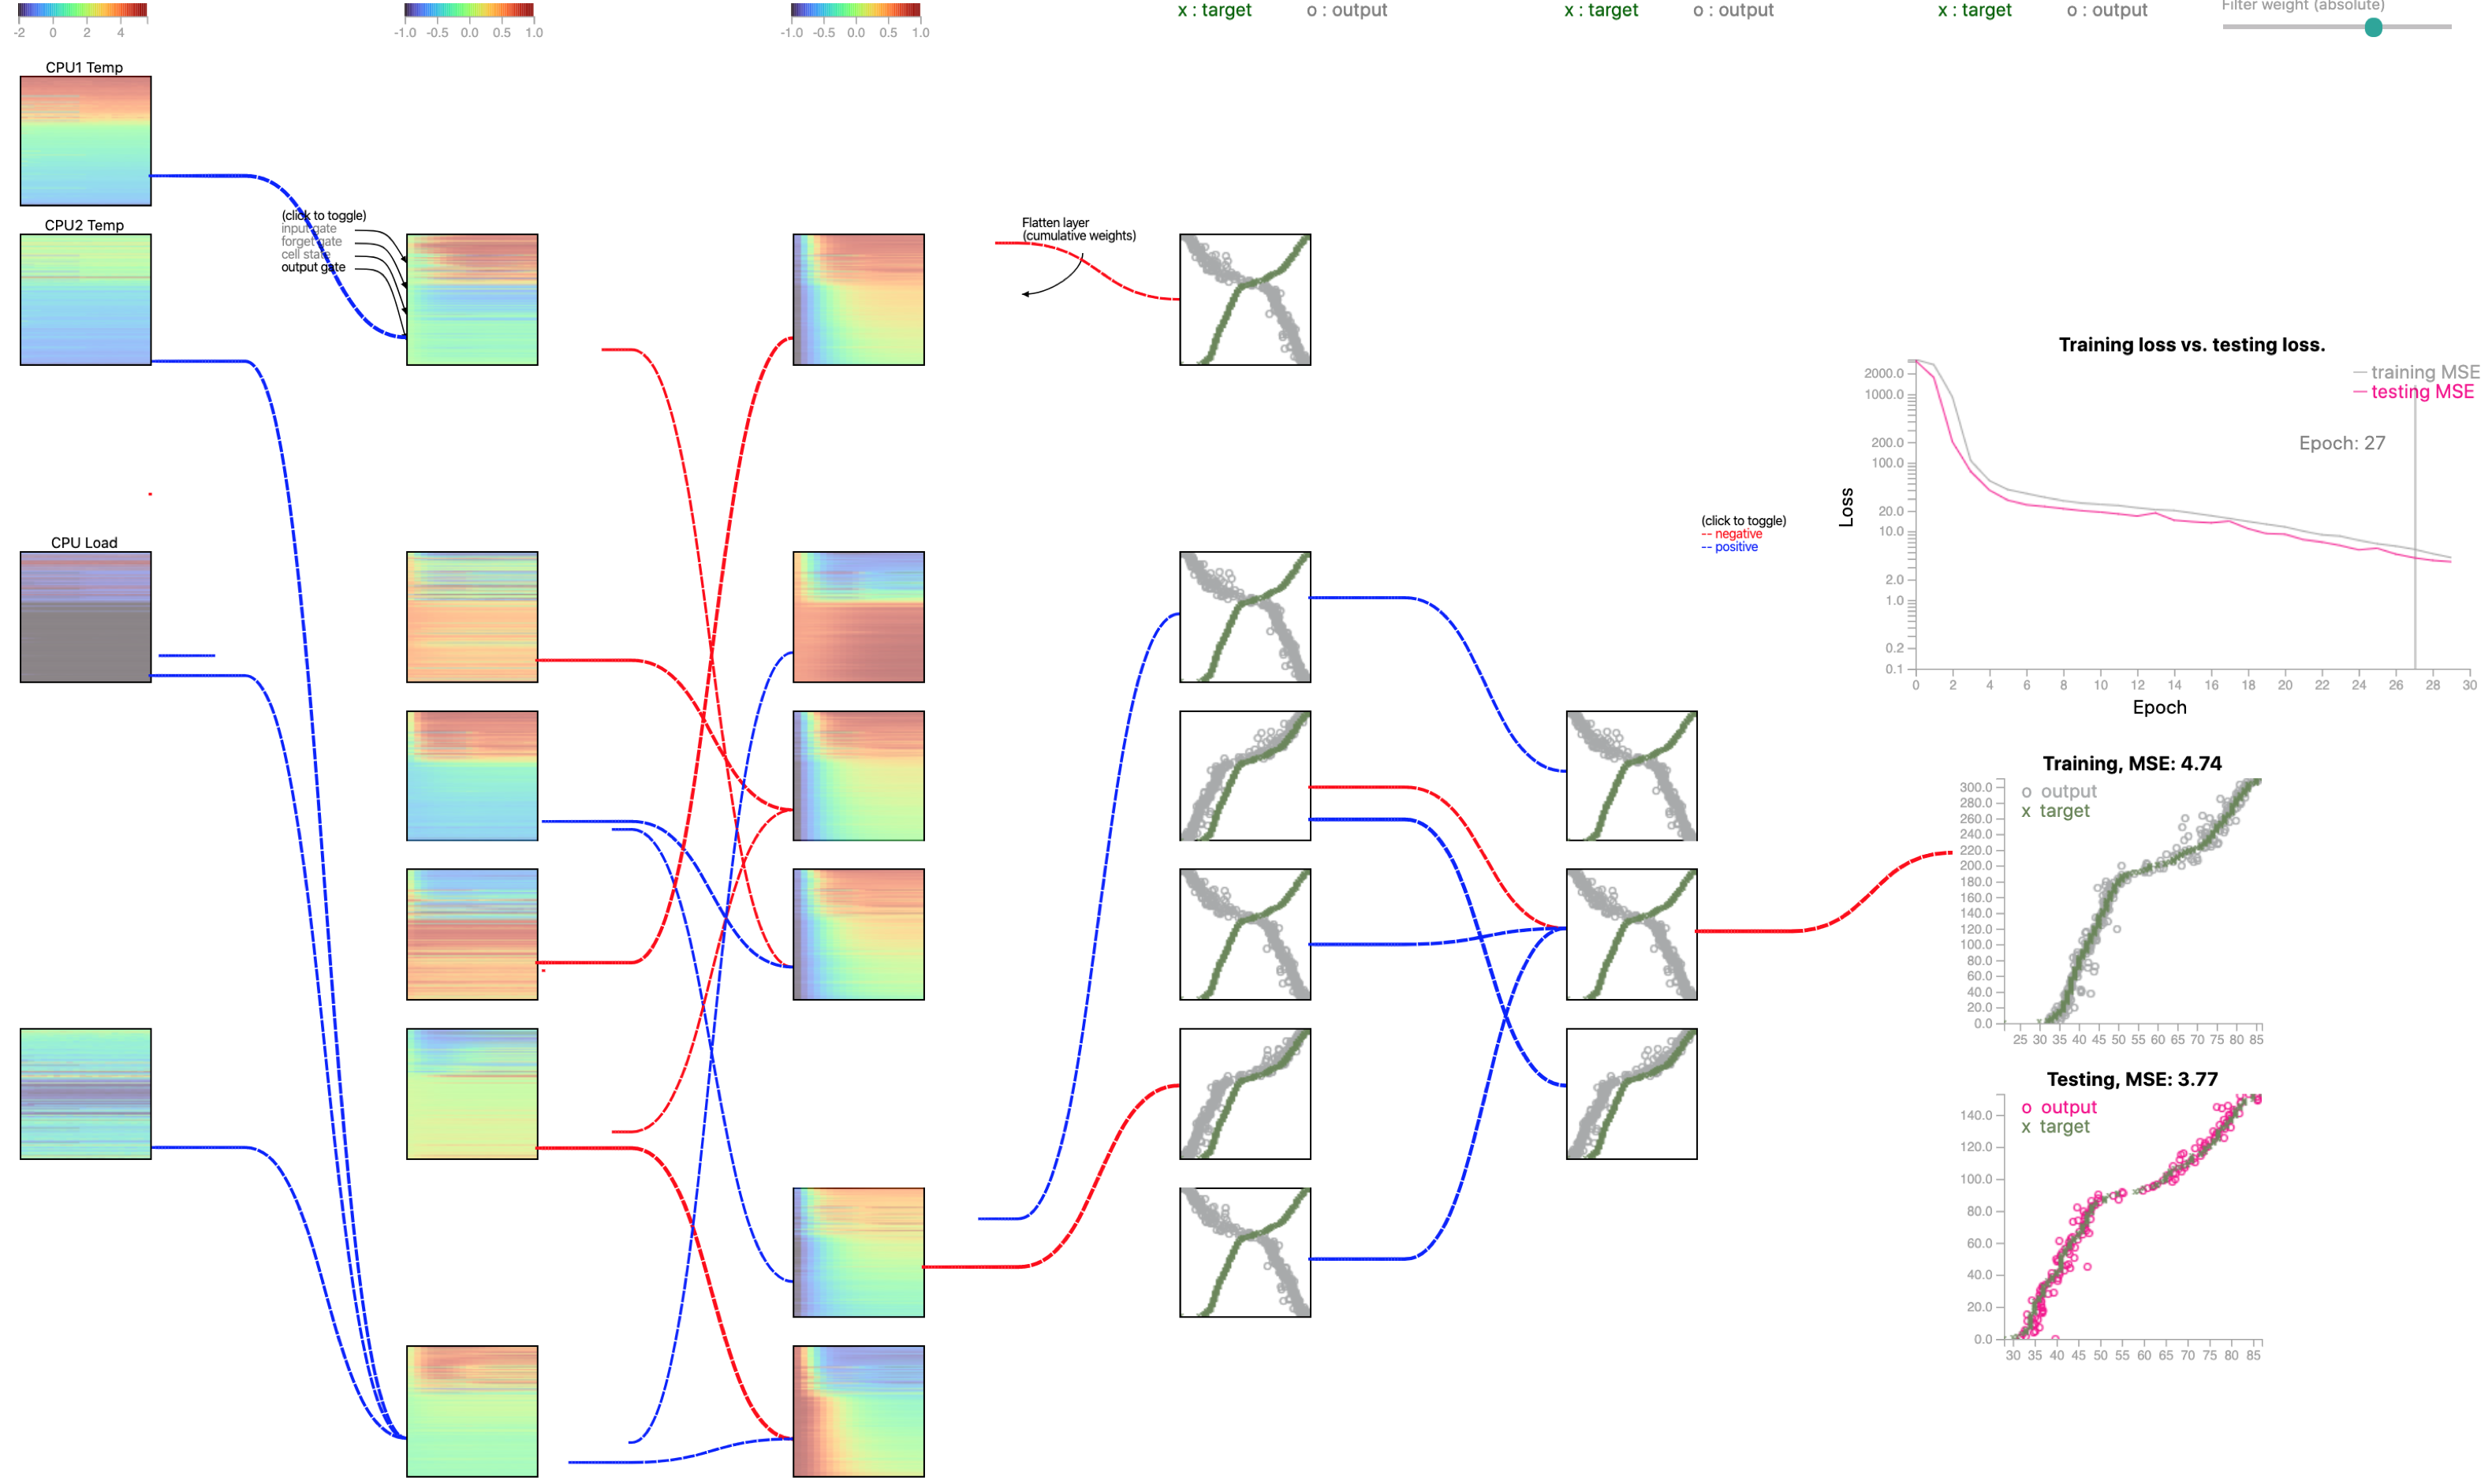 x : target o : output x : target o : output x : target o : output Filter weight (absolute)
-2 0 2 4 -1.0 -0.5 0.0 0.5 1.0 -1.0 -0.5 0.0 0.5 1.0
CPU1 Temp
CPU2 Temp
(click to toggle)
input gate
forget gate
cell state
output gate
Flatten layer
(cumulative weights)
CPU Load
(click to toggle)
-- negative
-- positive
Training loss vs. testing loss.
training MSE
testing MSE
Epoch: 27
Loss
2000.0
1000.0
200.0
100.0
20.0
10.0
2.0
1.0
0.2
0.1
0 2 4 6 8 10 12 14 16 18 20 22 24 26 28 30
Epoch
Training, MSE: 4.74
o output
x target
300.0
280.0
260.0
240.0
220.0
200.0
180.0
160.0
140.0
120.0
100.0
80.0
60.0
40.0
20.0
0.0
25 30 35 40 45 50 55 60 65 70 75 80 85
Testing, MSE: 3.77
o output
x target
140.0
120.0
100.0
80.0
60.0
40.0
20.0
0.0
30 35 40 45 50 55 60 65 70 75 80 85